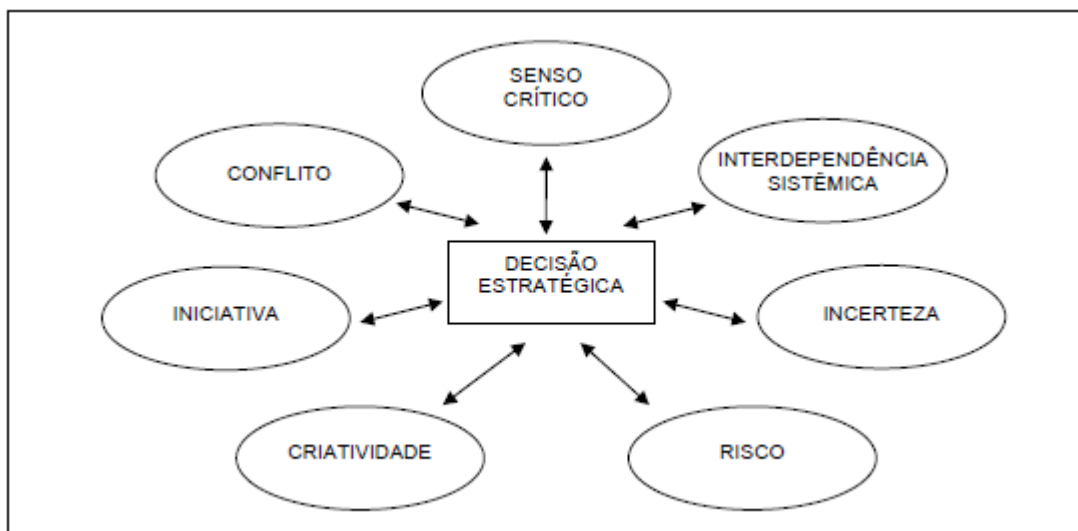 SENSO
CRÍTICO
CONFLITO
INTERDEPENDÊNCIA
SISTÊMICA
DECISÃO
ESTRATÉGICA
INICIATIVA
INCERTEZA
CRIATIVIDADE
RISCO